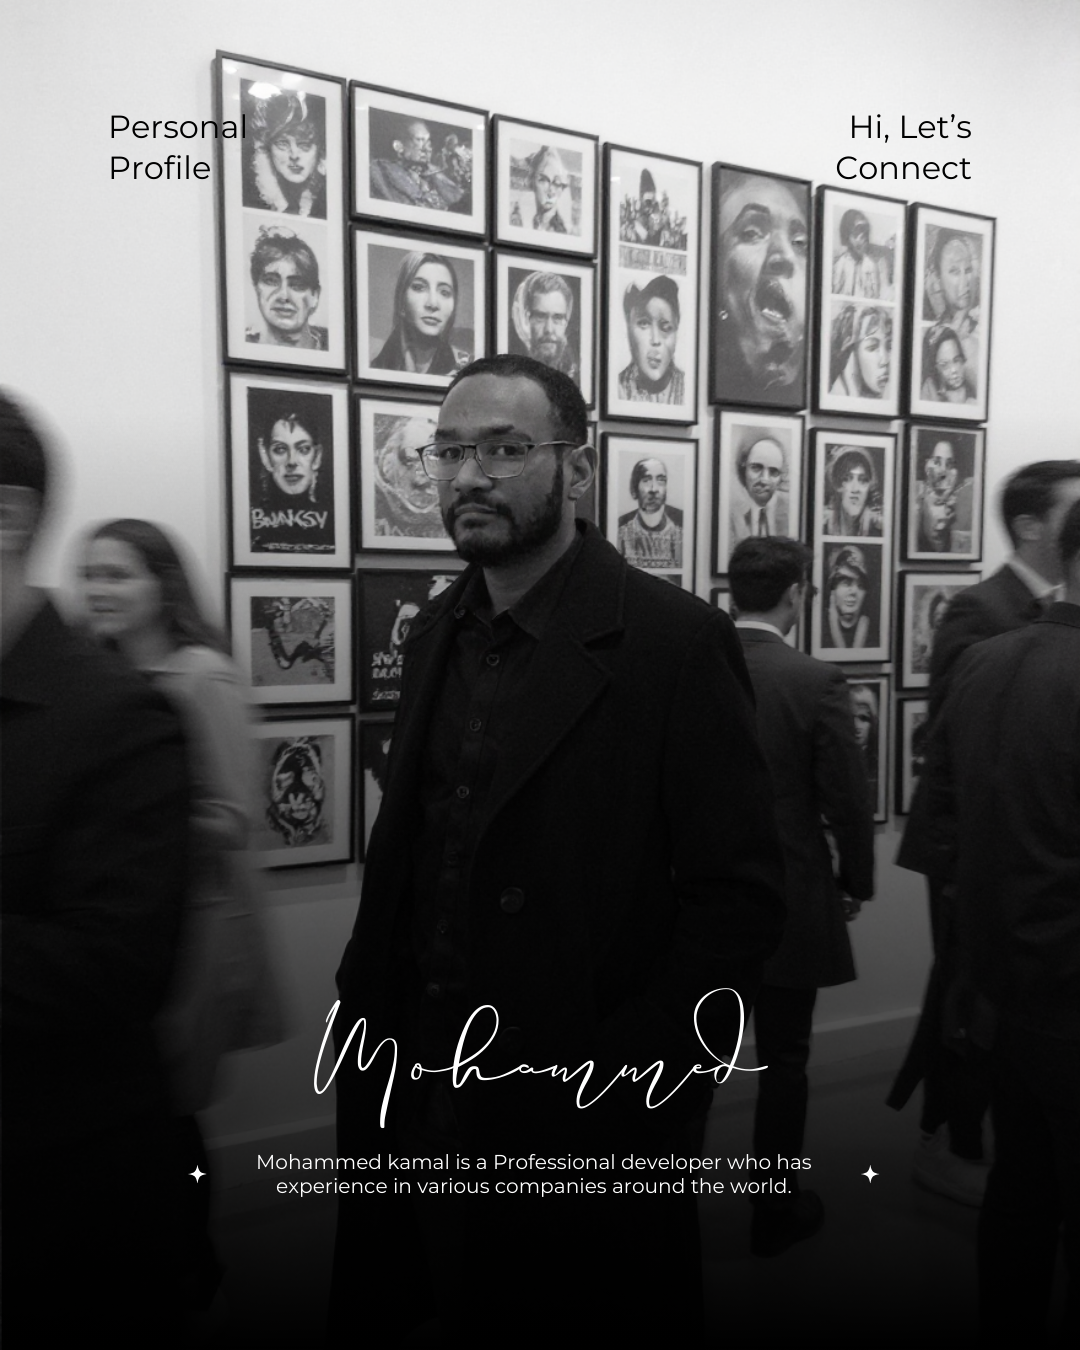 Personal
Profile
Hi, Let’s
Connect
BANKSY
Mohammed
Mohammed kamal is a Professional developer who has
experience in various companies around the world.